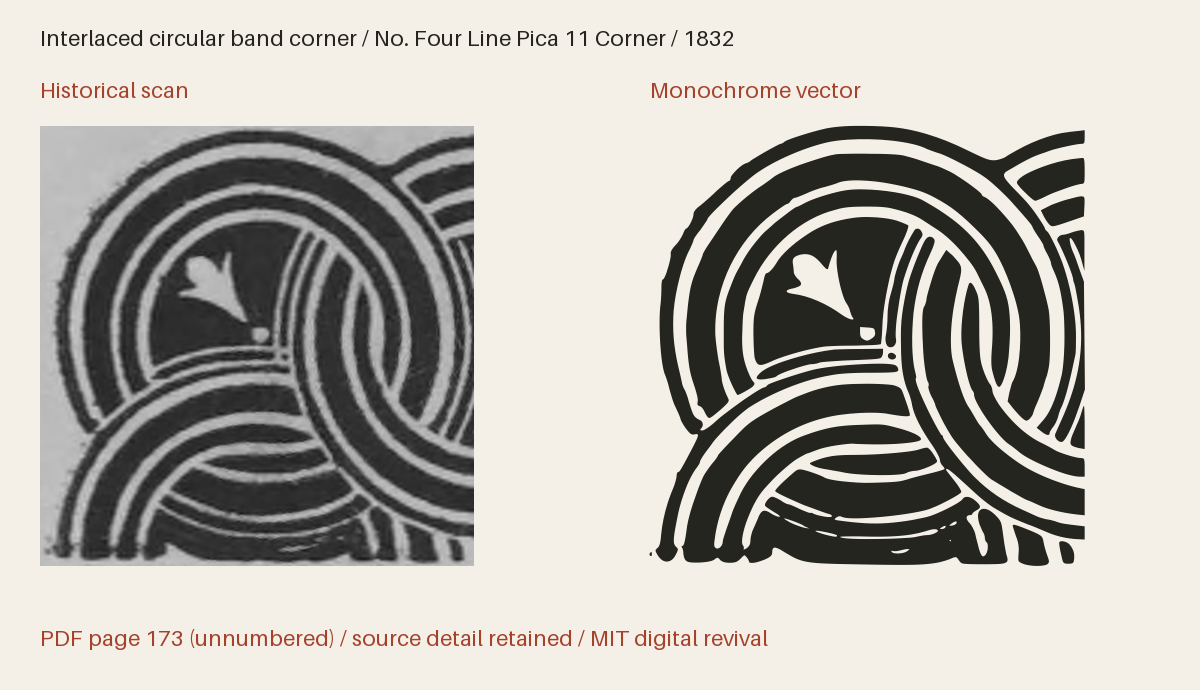 Interlaced circular band corner / No. Four Line Pica 11 Corner / 1832
Historical scan
Monochrome vector
PDF page 173 (unnumbered) / source detail retained / MIT digital revival